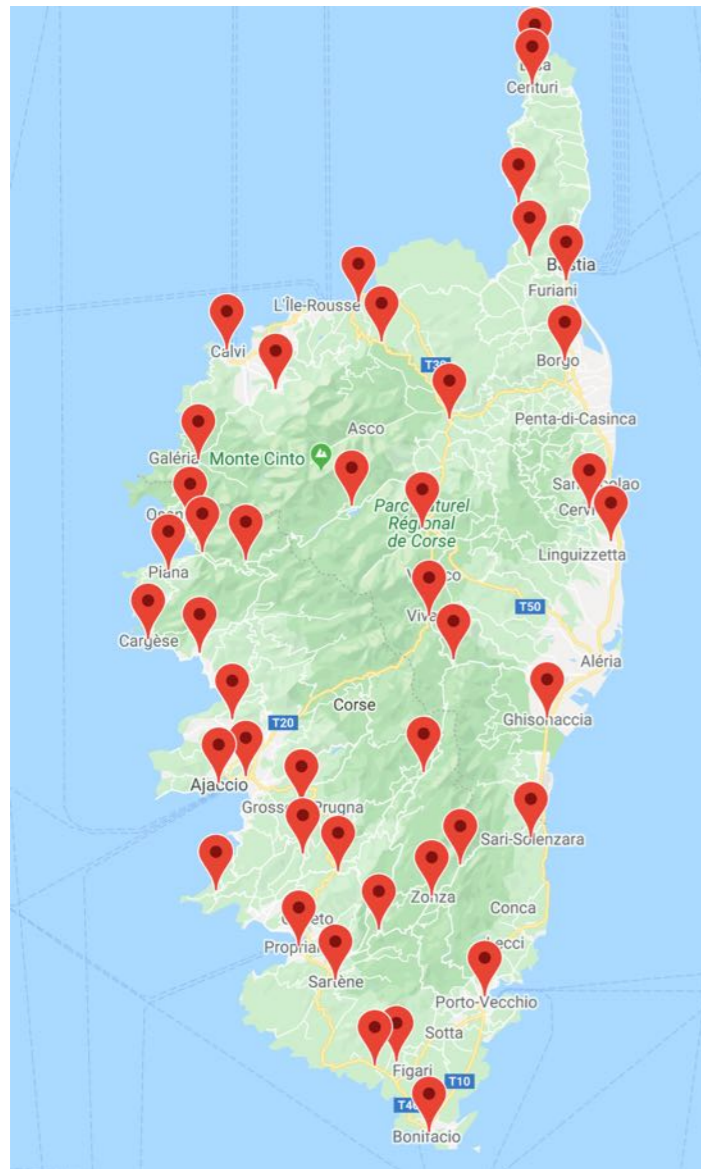 Centuri
Bastia
Furiani
L'Île-Rousse
Calvi
T30
Borgo
Penta-di-Casinca
Asco
Galéria
Monte Cinto
Parc Naturel
Régional
de Corse
Linguizzetta
Piana
T50
Cargèse
Aléria
Corse
T20
Ghisonaccia
Ajaccio
Sari-Solenzara
Zonza
Conca
Lecci
Sartène
Porto-Vecchio
Sotta
Figari
T10
Bonifacio